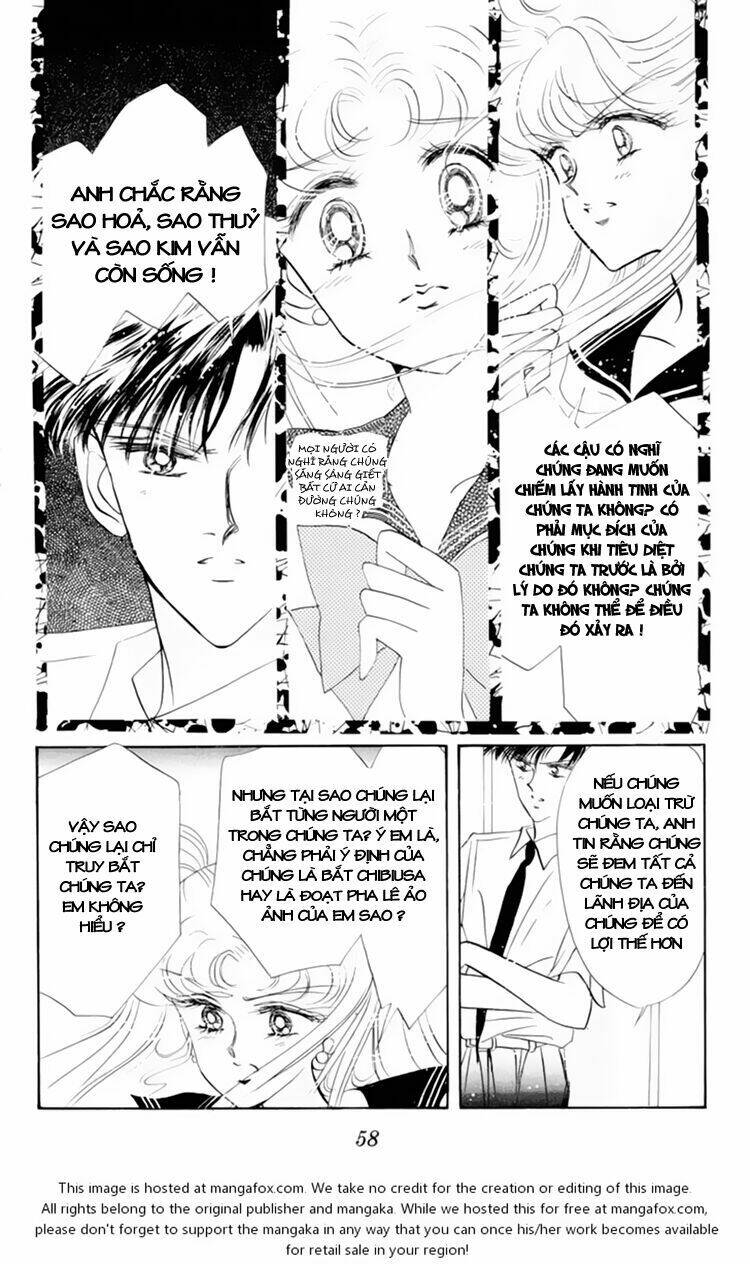 CÁC CẬU CÓ NGHĨ
CHÚNG ĐANG MUỐN
CHIẾM LẤY HÀNH TINH CỦA
CHÚNG TA KHÔNG? CÓ
PHẢI MỤC ĐÍCH CỦA
CHÚNG KHI TIÊU DIỆT
CHÚNG TA TRƯỚC LÀ BỞI
LÝ DO ĐÓ KHÔNG? CHÚNG
TA KHÔNG THỂ ĐỂ ĐIỀU
ĐÓ XẢY RA !
MỌI NGƯỜI CÓ
NGHĨ RẰNG CHÚNG
SẴNG SÀNG GIẾT
BẤT CỨ AI CẢN
ĐƯỜNG CHÚNG
KHÔNG ?
ANH CHẮC RẰNG
SAO HOẢ, SAO THUỶ
VÀ SAO KIM VẪN
CÒN SỐNG !
NẾU CHÚNG
MUỐN LOẠI TRỪ
CHÚNG TA, ANH
TIN RẰNG CHÚNG
SẼ ĐEM TẤT CẢ
CHÚNG TA ĐẾN
LÃNH ĐỊA CỦA
CHÚNG ĐỂ CÓ
LỢI THẾ HƠN
NHƯNG TẠI SAO CHÚNG LẠI
BẮT TỪNG NGƯỜI MỘT
TRONG CHÚNG TA? Ý EM LÀ,
CHẲNG PHẢI Ý ĐỊNH CỦA
CHÚNG LÀ BẮT CHIBIUSA
HAY LÀ ĐOẠT PHA LÊ ẢO
ẢNH CỦA EM SAO ?
VẬY SAO
CHÚNG LẠI CHỈ
TRUY BẮT
CHÚNG TA?
EM KHÔNG
HIỂU ?
58
This image is hosted at mangafox.com. We take no credit for the creation or editing of this image.
All rights belong to the original publisher and mangaka. While we hosted this for free at mangafox.com,
please don't forget to support the mangaka in any way that you can once his/her work becomes available
for retail sale in your region!